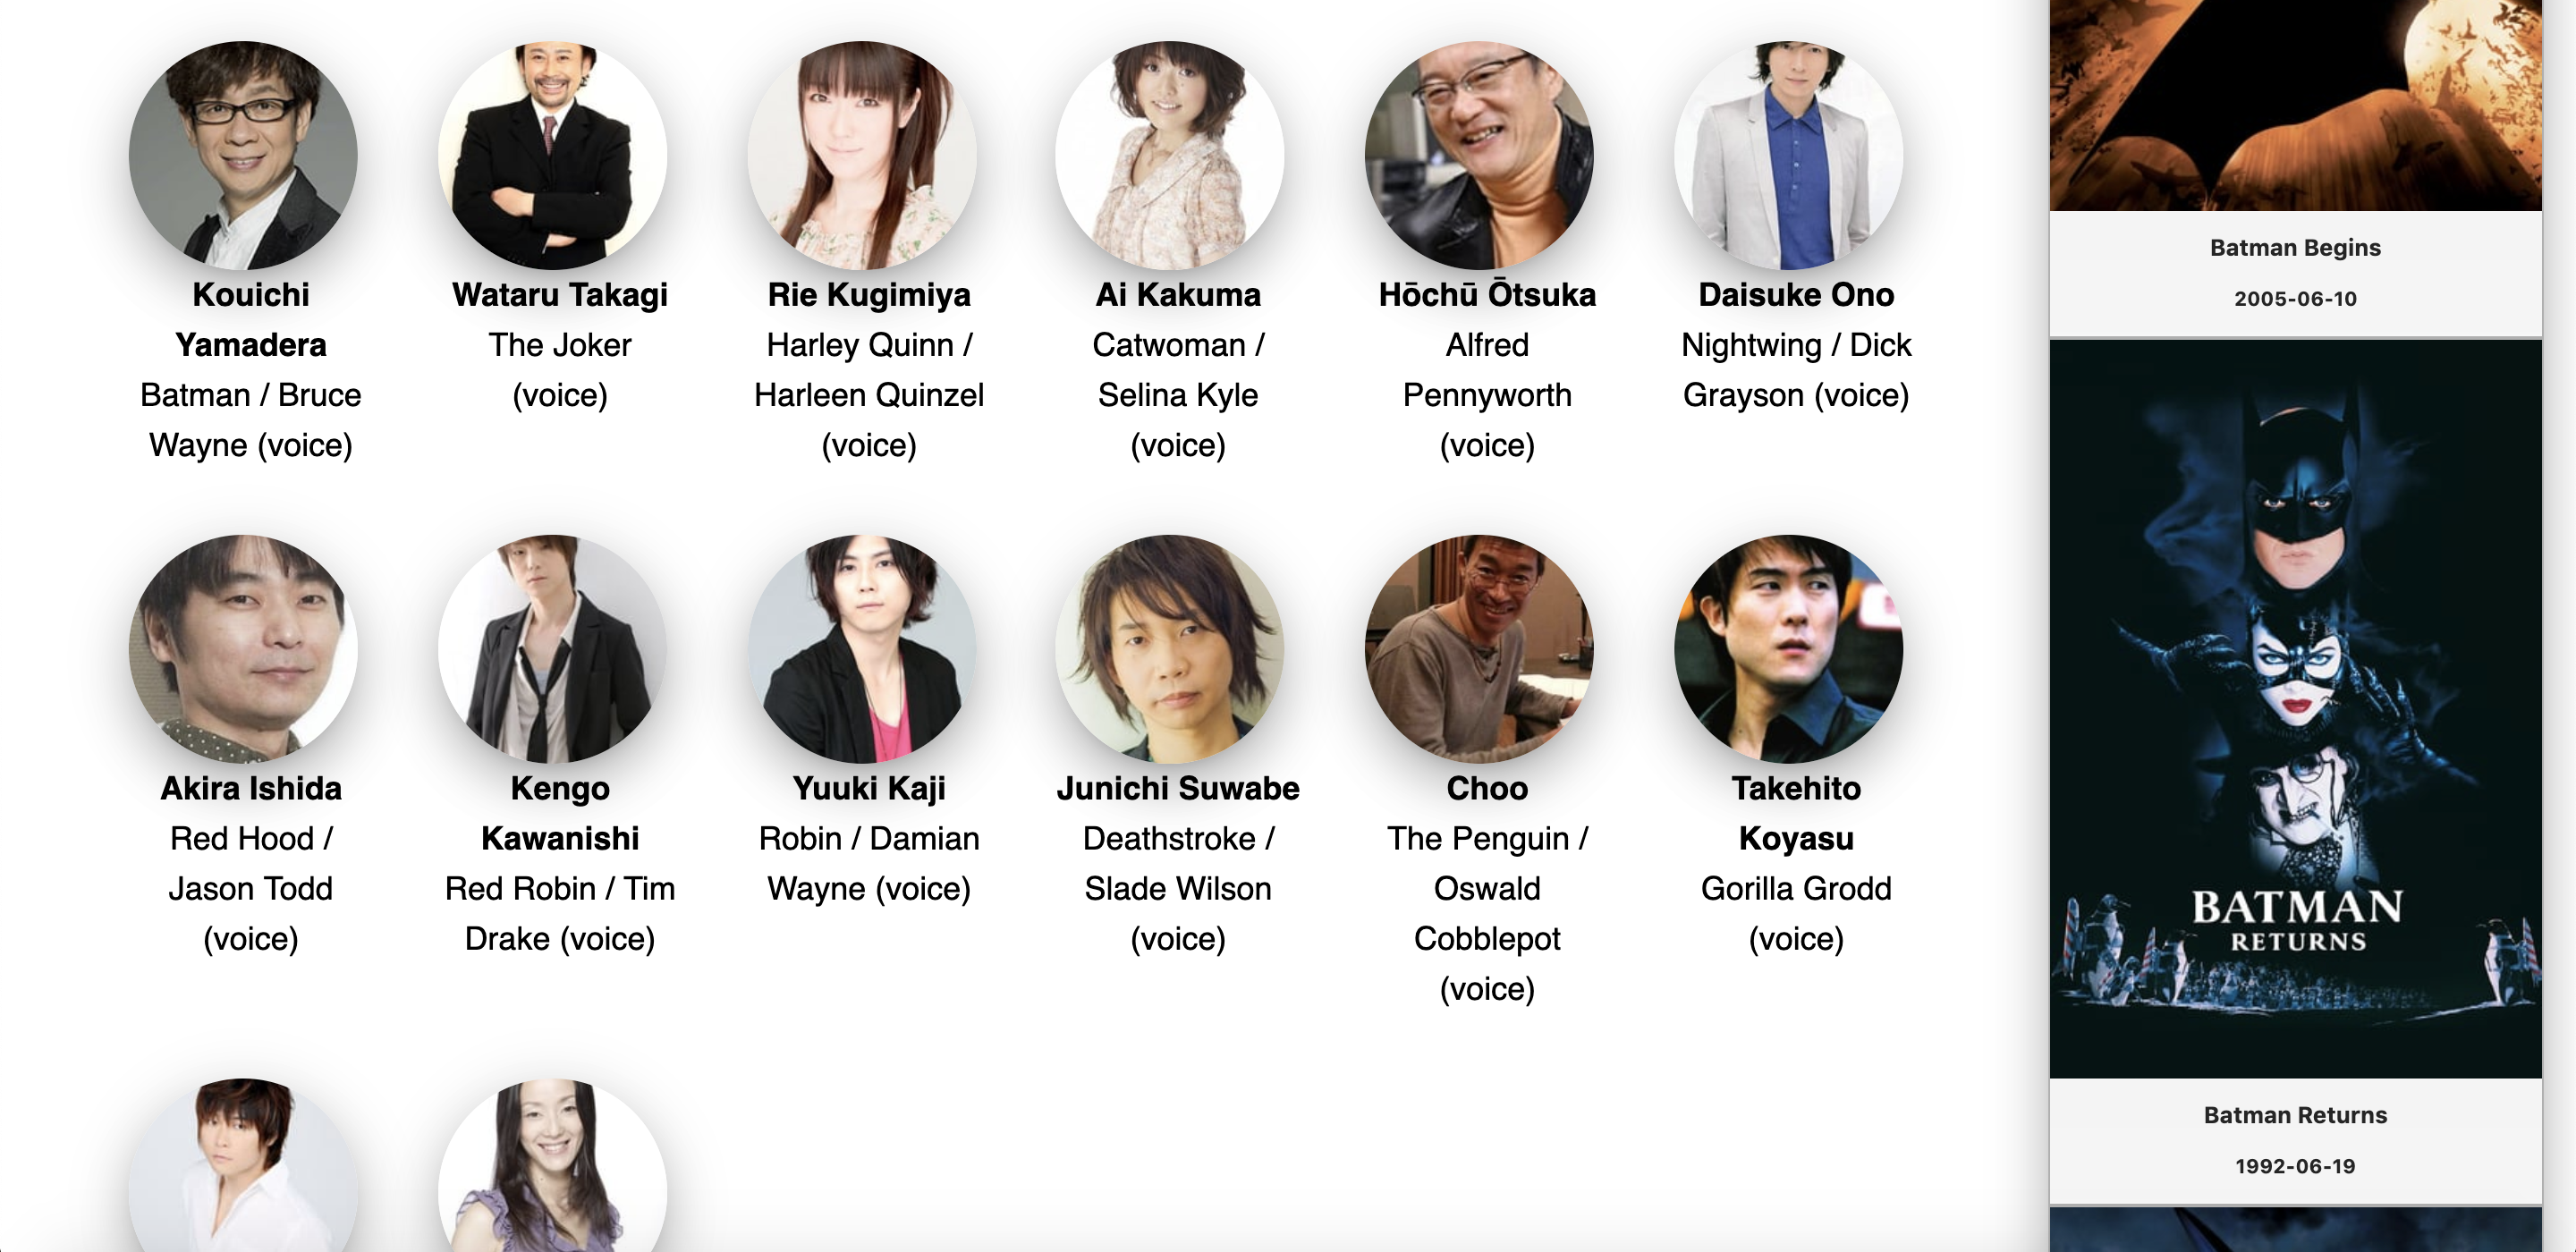 Kouichi
Yamadera
Batman / Bruce
Wayne (voice)
Wataru Takagi
The Joker
(voice)
Rie Kugimiya
Harley Quinn /
Harleen Quinzel
(voice)
Ai Kakuma
Catwoman /
Selina Kyle
(voice)
Hōchū Ōtsuka
Alfred
Pennyworth
(voice)
Daisuke Ono
Nightwing / Dick
Grayson (voice)
Akira Ishida
Red Hood /
Jason Todd
(voice)
Kengo
Kawanishi
Red Robin / Tim
Drake (voice)
Yuuki Kaji
Robin / Damian
Wayne (voice)
Junichi Suwabe
Deathstroke /
Slade Wilson
(voice)
Choo
The Penguin /
Oswald
Cobblepot
(voice)
Takehito
Koyasu
Gorilla Grodd
(voice)
Batman Begins
2005-06-10
BATMAN
RETURNS
Batman Returns
1992-06-19